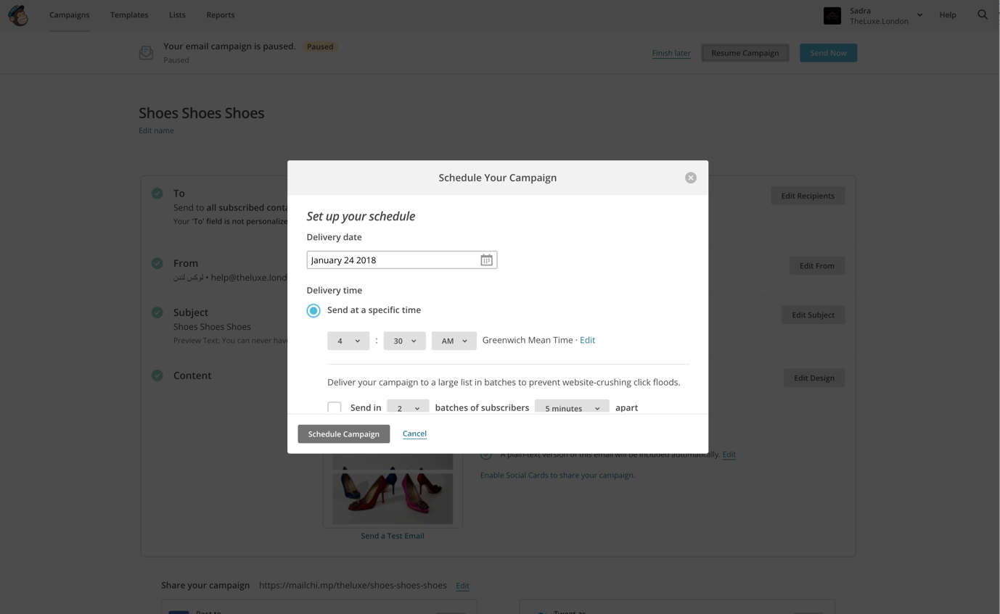 Campaigns Templates Lists Reports
Sadra
TheLuxe.London
Help
Your email campaign is paused. Paused
Paused
Finish later Resume Campaign Send Now
Shoes Shoes Shoes
Edit name
Schedule Your Campaign
Set up your schedule
Delivery date
January 24 2018
Delivery time
Send at a specific time
4 : 30 AM Greenwich Mean Time · Edit
Deliver your campaign to a large list in batches to prevent website-crushing click floods.
Send in 2 batches of subscribers 5 minutes apart
Schedule Campaign Cancel
To
Send to all subscribed conta
Your 'To' field is not personalize
Edit Recipients
From
لوکس لندن • help@theluxe.lond
Edit From
Subject
Shoes Shoes Shoes
Preview Text: You can never hav
Edit Subject
Content
Edit Design
A plain-text version of this email will be included automatically. Edit
Enable Social Cards to share your campaign.
Send a Test Email
Share your campaign https://mailchi.mp/theluxe/shoes-shoes-shoes Edit
Post to
Tweet as